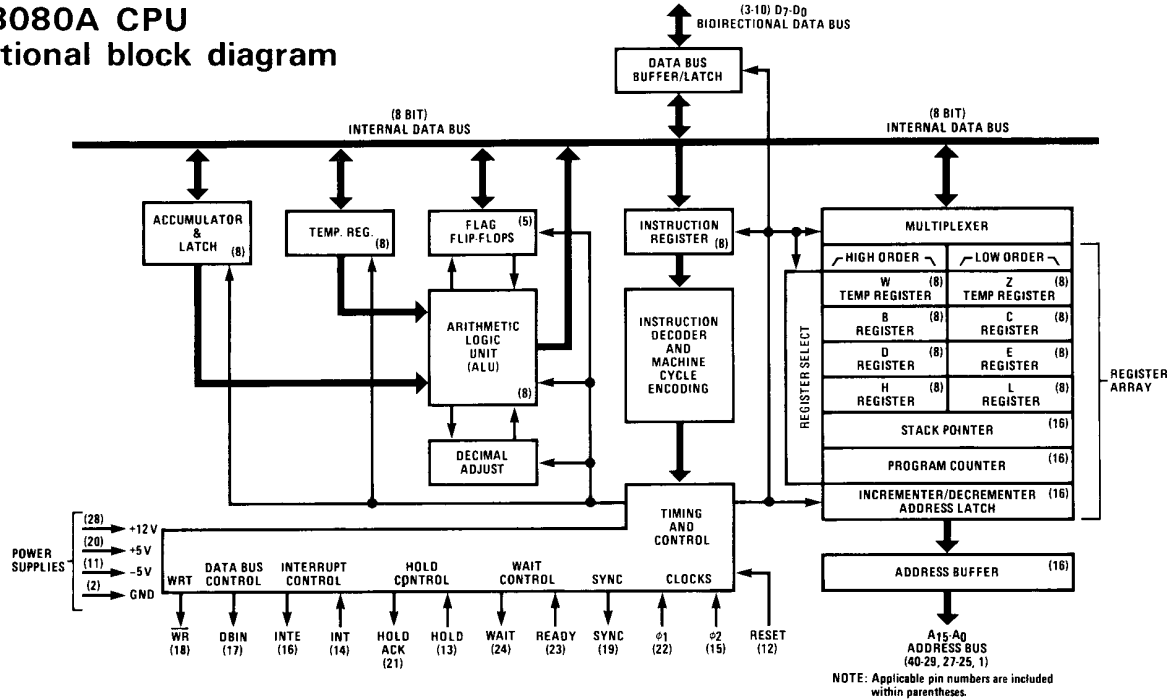 8080A CPU
tional block diagram
(3-10) D7-D0
BIDIRECTIONAL DATA BUS
DATA BUS
BUFFER/LATCH
(8 BIT)
INTERNAL DATA BUS
(8 BIT)
INTERNAL DATA BUS
ACCUMULATOR
&
LATCH
(8)
TEMP. REG.
(8)
(5)
FLAG
FLIP-FLOPS
INSTRUCTION
REGISTER
(8)
MULTIPLEXER
HIGH ORDER
LOW ORDER
W (8)
TEMP REGISTER
Z (8)
TEMP REGISTER
B (8)
REGISTER
C (8)
REGISTER
D (8)
REGISTER
E (8)
REGISTER
H (8)
REGISTER
L (8)
REGISTER
STACK POINTER (16)
PROGRAM COUNTER (16)
INCREMENTER/DECREMENTER (16)
ADDRESS LATCH
REGISTER SELECT
REGISTER
ARRAY
ARITHMETIC
LOGIC
UNIT
(ALU)
(8)
INSTRUCTION
DECODER
AND
MACHINE
CYCLE
ENCODING
DECIMAL
ADJUST
TIMING
AND
CONTROL
POWER
SUPPLIES
(28) +12V
(20) +5V
(11) -5V
(2) GND
WRT
DATA BUS
CONTROL
INTERRUPT
CONTROL
HOLD
CONTROL
WAIT
CONTROL
SYNC
CLOCKS
ADDRESS BUFFER (16)
WR
(18)
DBIN
(17)
INTE
(16)
INT
(14)
HOLD
ACK
(21)
HOLD
(13)
WAIT
(24)
READY
(23)
SYNC
(19)
φ1
(22)
φ2
(15)
RESET
(12)
A15-A0
ADDRESS BUS
(40-29, 27-25, 1)
NOTE: Applicable pin numbers are included
within parentheses.